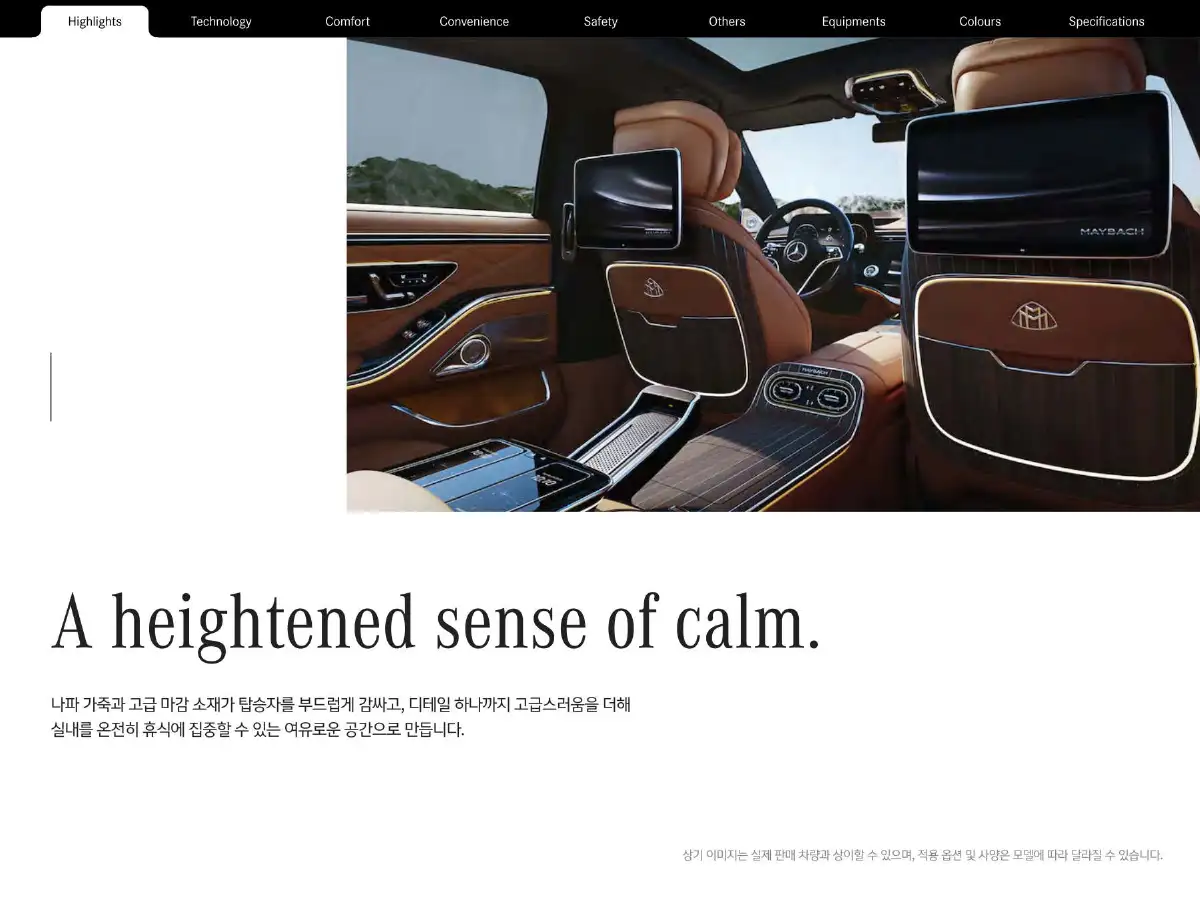 Highlights
Technology
Comfort
Convenience
Safety
Others
Equipments
Colours
Specifications
MAYBACH
MAYBACH
A heightened sense of calm.
나파 가죽과 고급 마감 소재가 탑승자를 부드럽게 감싸고, 디테일 하나까지 고급스러움을 더해
실내를 온전히 휴식에 집중할 수 있는 여유로운 공간으로 만듭니다.
상기 이미지는 실제 판매 차량과 상이할 수 있으며, 적용 옵션 및 사양은 모델에 따라 달라질 수 있습니다.